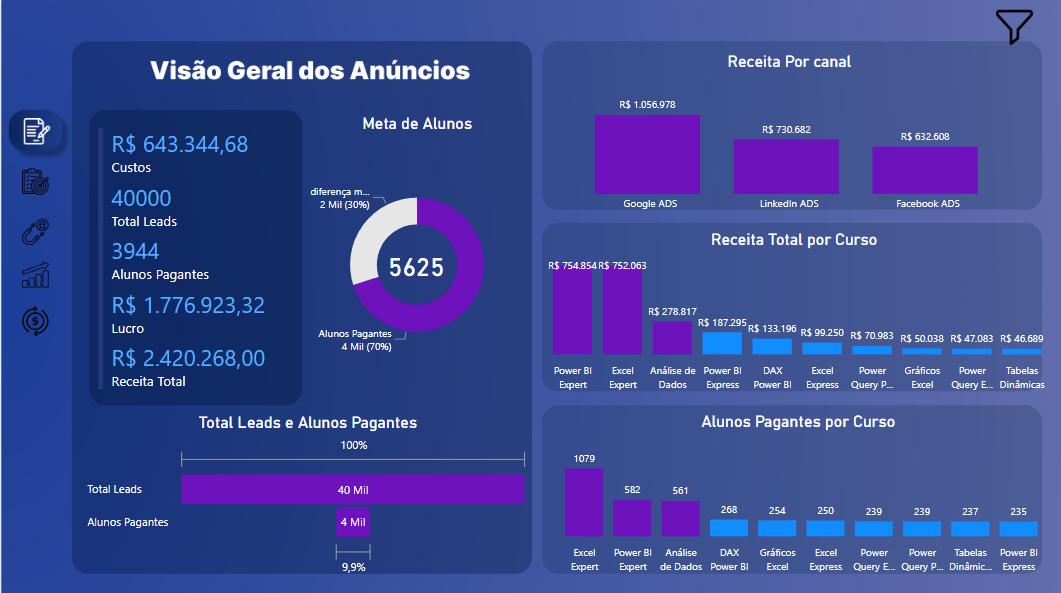 Visão Geral dos Anúncios
R$ 643.344,68
Custos
40000
Total Leads
3944
Alunos Pagantes
R$ 1.776.923,32
Lucro
R$ 2.420.268,00
Receita Total
Meta de Alunos
diferença m...
2 Mil (30%)
5625
Alunos Pagantes
4 Mil (70%)
Total Leads e Alunos Pagantes
100%
Total Leads
40 Mil
Alunos Pagantes
4 Mil
9,9%
Receita Por canal
R$ 1.056.978
R$ 730.682
R$ 632.608
Google ADS
LinkedIn ADS
Facebook ADS
Receita Total por Curso
R$ 754.854
R$ 752.063
R$ 278.817
R$ 187.295
R$ 133.196
R$ 99.250
R$ 70.983
R$ 50.038
R$ 47.083
R$ 46.689
Power BI
Expert
Excel
Expert
Análise de
Dados
Power BI
Express
DAX
Power BI
Excel
Express
Power
Query P...
Gráficos
Excel
Power
Query E...
Tabelas
Dinâmicas
Alunos Pagantes por Curso
1079
582
561
268
254
250
239
239
237
235
Excel
Expert
Power BI
Expert
Análise
de Dados
DAX
Power BI
Gráficos
Excel
Excel
Express
Power
Query E...
Power
Query P...
Tabelas
Dinâmic...
Power BI
Express